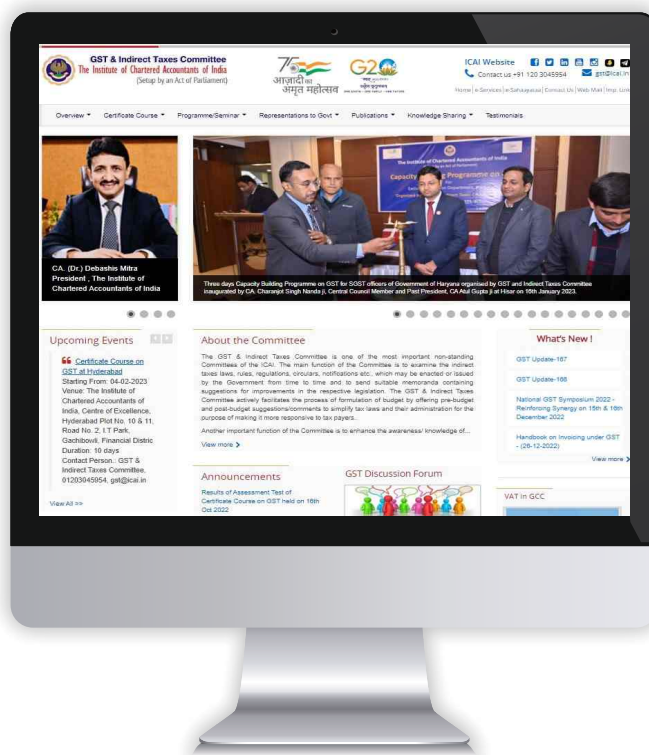 GST & Indirect Taxes Committee
The Institute of Chartered Accountants of India
(Setup by an Act of Parliament)
75
आज़ादी का
अमृत महोत्सव
G20
ICAI Website
Contact us +91 120 3045954
gst@icai.in
Home | e-Services | e-Sahaayataa | Contact Us | Web Mail | Imp. Link
Overview
Certificate Course
Programme/Seminar
Representations to Govt
Publications
Knowledge Sharing
Testimonials
CA. (Dr.) Debashis Mitra
President , The Institute of
Chartered Accountants of India
The Institute of Chartered Accountants of India
Capacity Programme on
Three days Capacity Building Programme on GST for SGST officers of Government of Haryana organised by GST and Indirect Taxes Committee
inaugurated by CA. Charanjot Singh Nanda ji, Central Council Member and Past President, CA Atul Gupta ji at Hisar on 16th January 2023.
Upcoming Events
Certificate Course on
GST at Hyderabad
Starting From: 04-02-2023
Venue: The Institute of
Chartered Accountants of
India, Centre of Excellence,
Hyderabad Plot No. 10 & 11,
Road No. 2, I.T Park,
Gachibowli, Financial Distric
Duration: 10 days
Contact Person.: GST &
Indirect Taxes Committee,
01203045954, gst@icai.in
View All >>
About the Committee
The GST & Indirect Taxes Committee is one of the most important non-standing
Committees of the ICAI. The main function of the Committee is to examine the indirect
taxes laws, rules, regulations, circulars, notifications etc., which may be enacted or issued
by the Government from time to time and to send suitable memoranda containing
suggestions for improvements in the respective legislation. The GST & Indirect Taxes
Committee actively facilitates the process of formulation of budget by offering pre-budget
and post-budget suggestions/comments to simplify tax laws and their administration for the
purpose of making it more responsive to tax payers.
Another important function of the Committee is to enhance the awareness/ knowledge of...
View more
Announcements
Results of Assessment Test of
Certificate Course on GST held on 16th
Oct 2022
GST Discussion Forum
What's New !
GST Update-167
GST Update-166
National GST Symposium 2022 -
Reinforcing Synergy on 15th & 16th
December 2022
Handbook on Invoicing under GST
- (26-12-2022)
View more
VAT in GCC